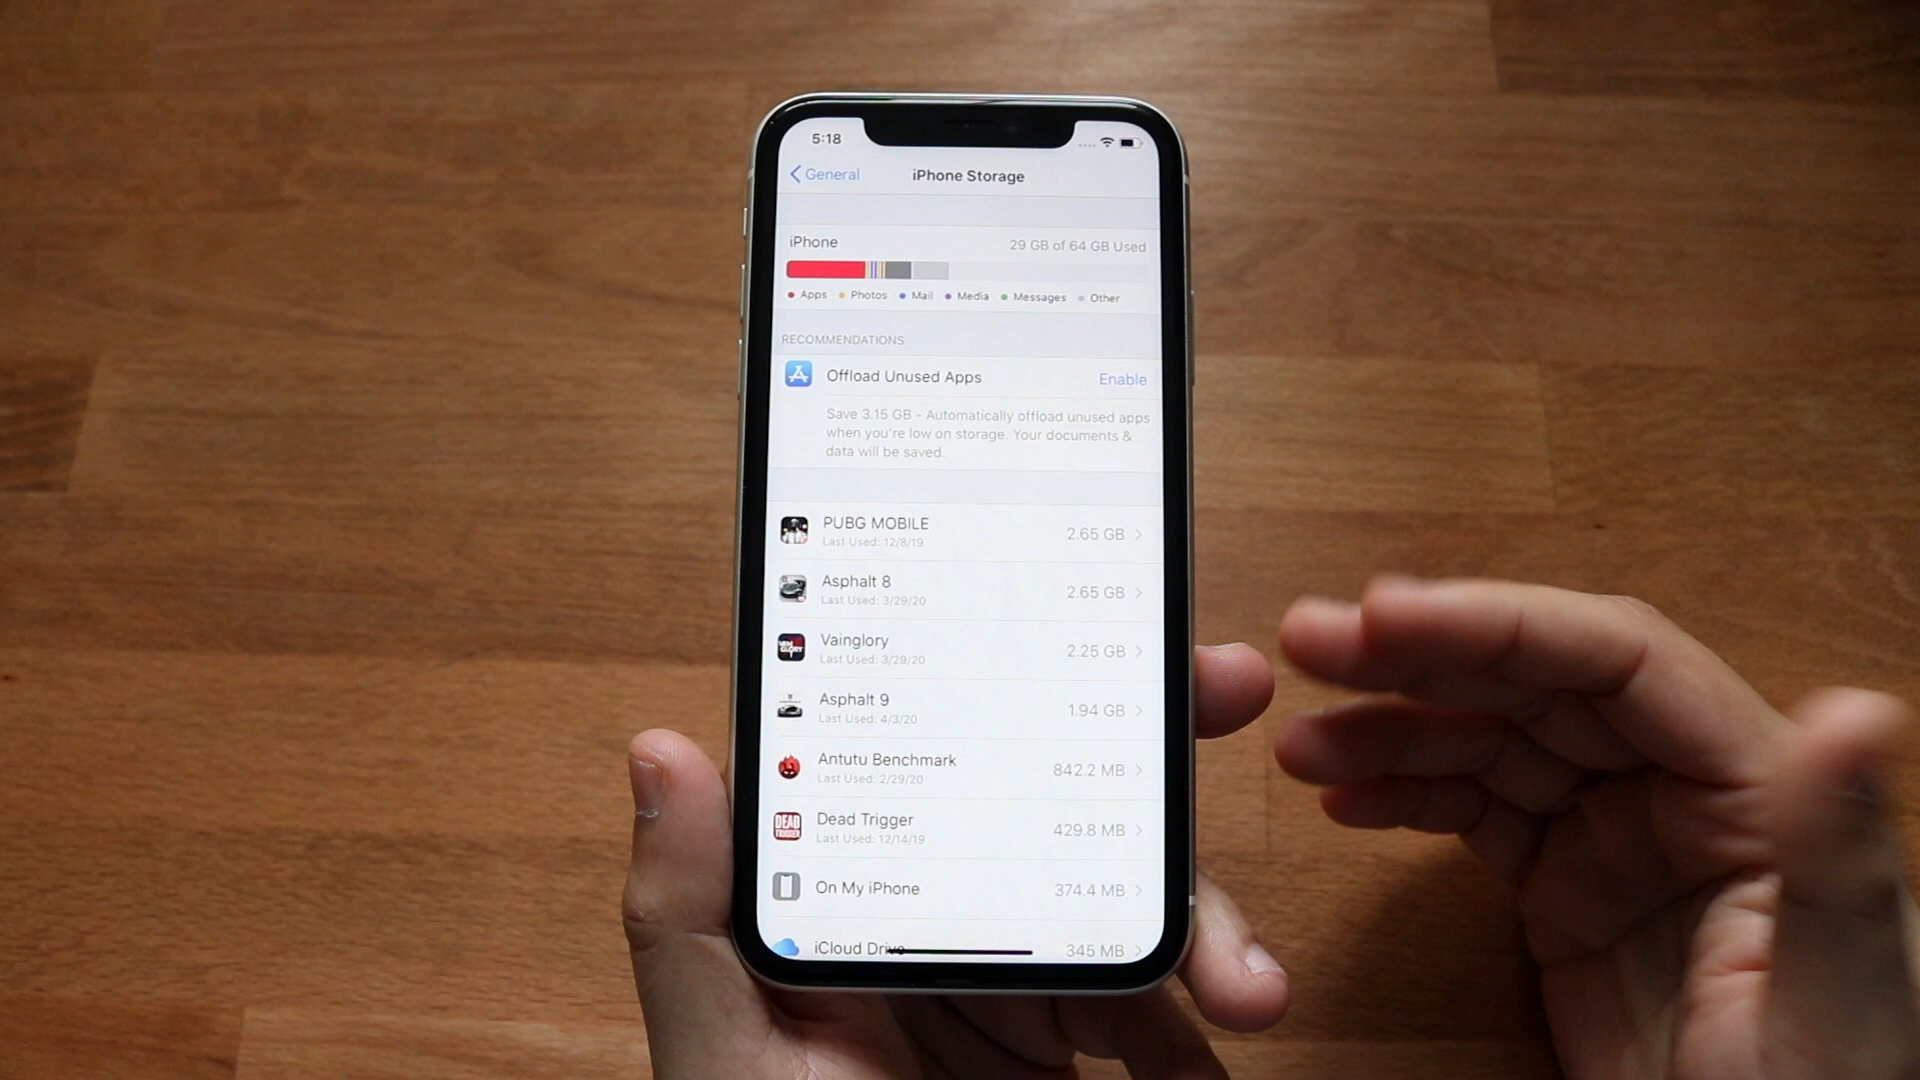 5:18
General
iPhone Storage
iPhone
29 GB of 64 GB Used
Apps Photos Mail Media Messages Other
RECOMMENDATIONS
Offload Unused Apps
Enable
Save 3.15 GB - Automatically offload unused apps
when you're low on storage. Your documents &
data will be saved.
PUBG MOBILE
Last Used: 12/8/19
2.65 GB
Asphalt 8
Last Used: 3/29/20
2.65 GB
Vainglory
Last Used: 3/29/20
2.25 GB
Asphalt 9
Last Used: 4/3/20
1.94 GB
Antutu Benchmark
Last Used: 2/29/20
842.2 MB
DEAD
TRIGGER
Dead Trigger
Last Used: 12/14/19
429.8 MB
On My iPhone
374.4 MB
iCloud Drive
345 MB